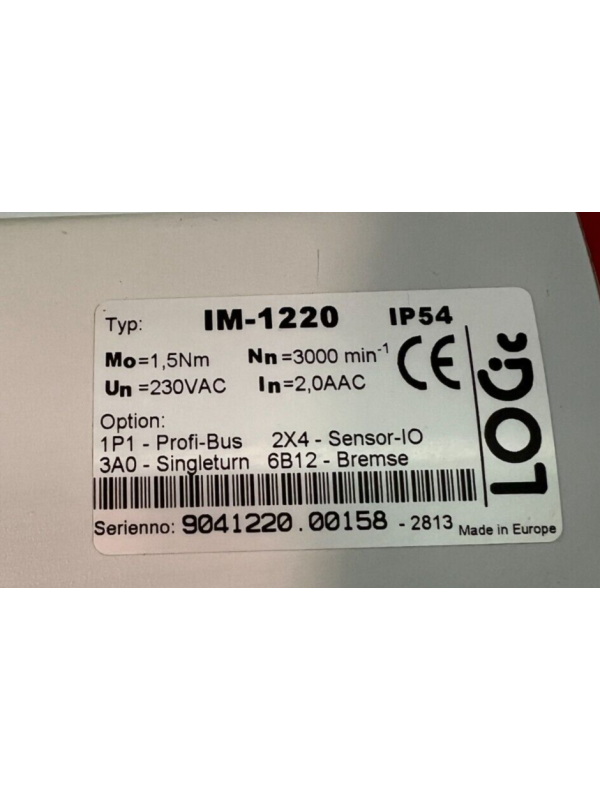 Typ: IM-1220 IP54
Mo=1,5Nm Nn=3000 min⁻¹ CE
Un=230VAC In=2,0AAC
Option:
1P1 - Profi-Bus 2X4 - Sensor-IO
3A0 - Singleturn 6B12 - Bremse
Serienno: 9041220.00158 - 2813 Made in Europe
LOGic